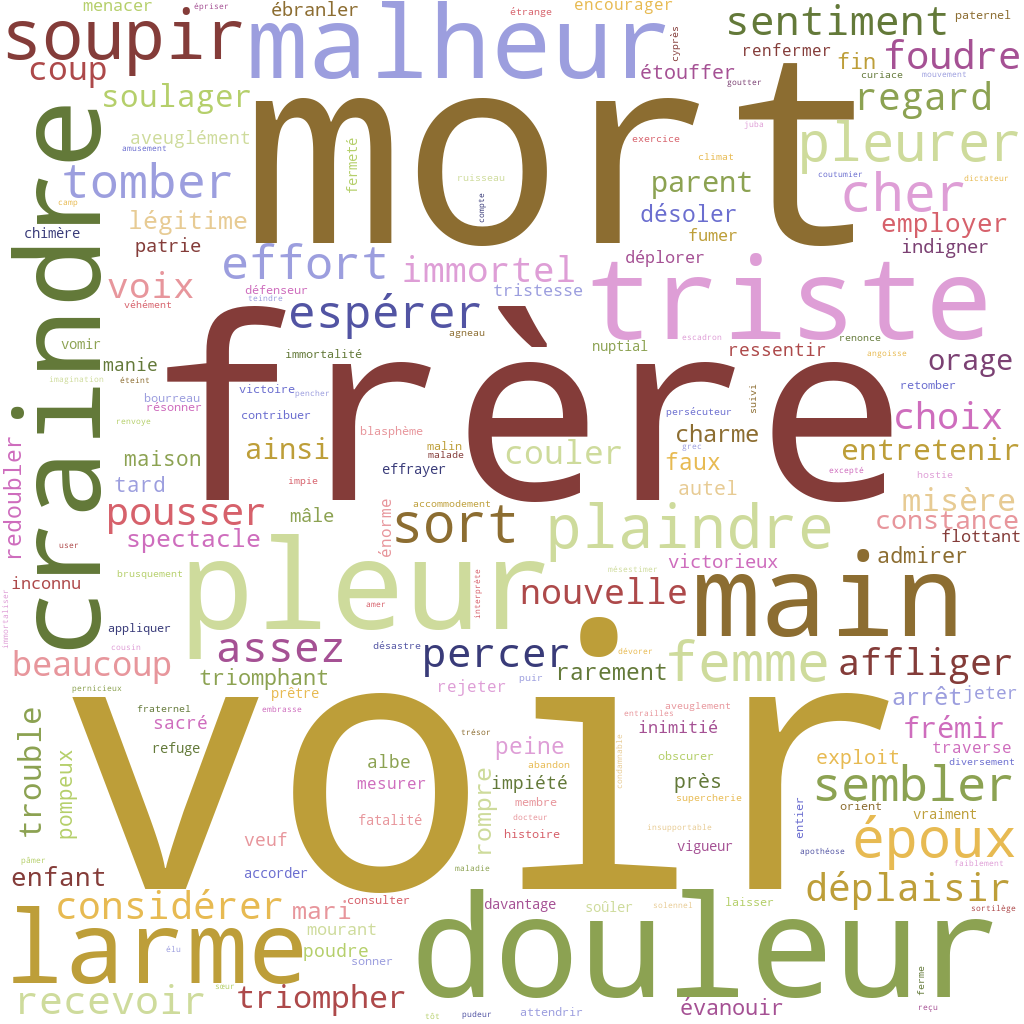 menacer
épriser
ébranler
étrange
encourager
sentiment
paternel
soupir
malheur
cyprès
renfermer
foudre
coup
étouffer
fin
curiace
mouvement
soulager
goutter
regard
craindre
mort
aveuglément
amusement
fermeté
juba
exercice
pleurer
climat
ruisseau
coutumier
dictateur
tomber
parent
cher
camp
compte
légitime
désoler
employer
chimère
patrie
fumer
indigner
effort
immortel
déplorer
triste
voix
véhément
défenseur
teindre
tristesse
espérer
vomir
agneau
escadron
renonce
immortalité
nuptial
ressentir
angoisse
orage
manie
imagination
éteint
frère
victoire
pencher
bourreau
résonner
contribuer
persécuteur
suivi
retomber
renvoye
choix
blasphème
redoubler
ainsi
malin
malade
couler
charme
grec
entretenir
maison
effrayer
faux
excepté
hostie
tard
impie
autel
misère
pousser
mâle
accommodement
sort
plaindre
constance
spectacle
énorme
flottant
user
pleur
victorieux
admirer
brusquement
mésestimer
inconnu
amer
interprète
nouvelle
main
immortaliser
appliquer
cousin
assez
désastre
percer
dévorer
beaucoup
triomphant
rarement
femme
affliger
puir
pernicieux
prêtre
rejeter
arrêt
jeter
voir
fraternel
embrasse
entrailles
aveuglement
sacré
inimitié
frémir
trouble
refuge
trésor
peine
traverse
pompeux
albe
condamnable
obscurer
exploit
diversement
abandon
sembler
mesurer
impiété
près
rompre
membre
supercherie
orient
fatalité
docteur
vraiment
histoire
insupportable
entier
époux
veuf
vigueur
apothéose
pâmer
maladie
faiblement
enfant
accorder
déplaisir
considérer
consulter
davantage
soûler
solennel
laisser
sortilège
larme
mari
douleur
mourant
élu
poudre
sonner
ferme
sœur
recevoir
triompher
évanouir
reçu
tôt
pudeur
attendrir